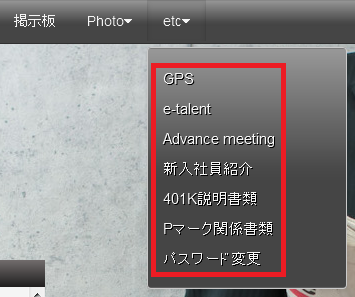 掲示板 Photo etc
GPS
e-talent
Advance meeting
新入社員紹介
401K説明書類
Pマーク関係書類
パスワード変更